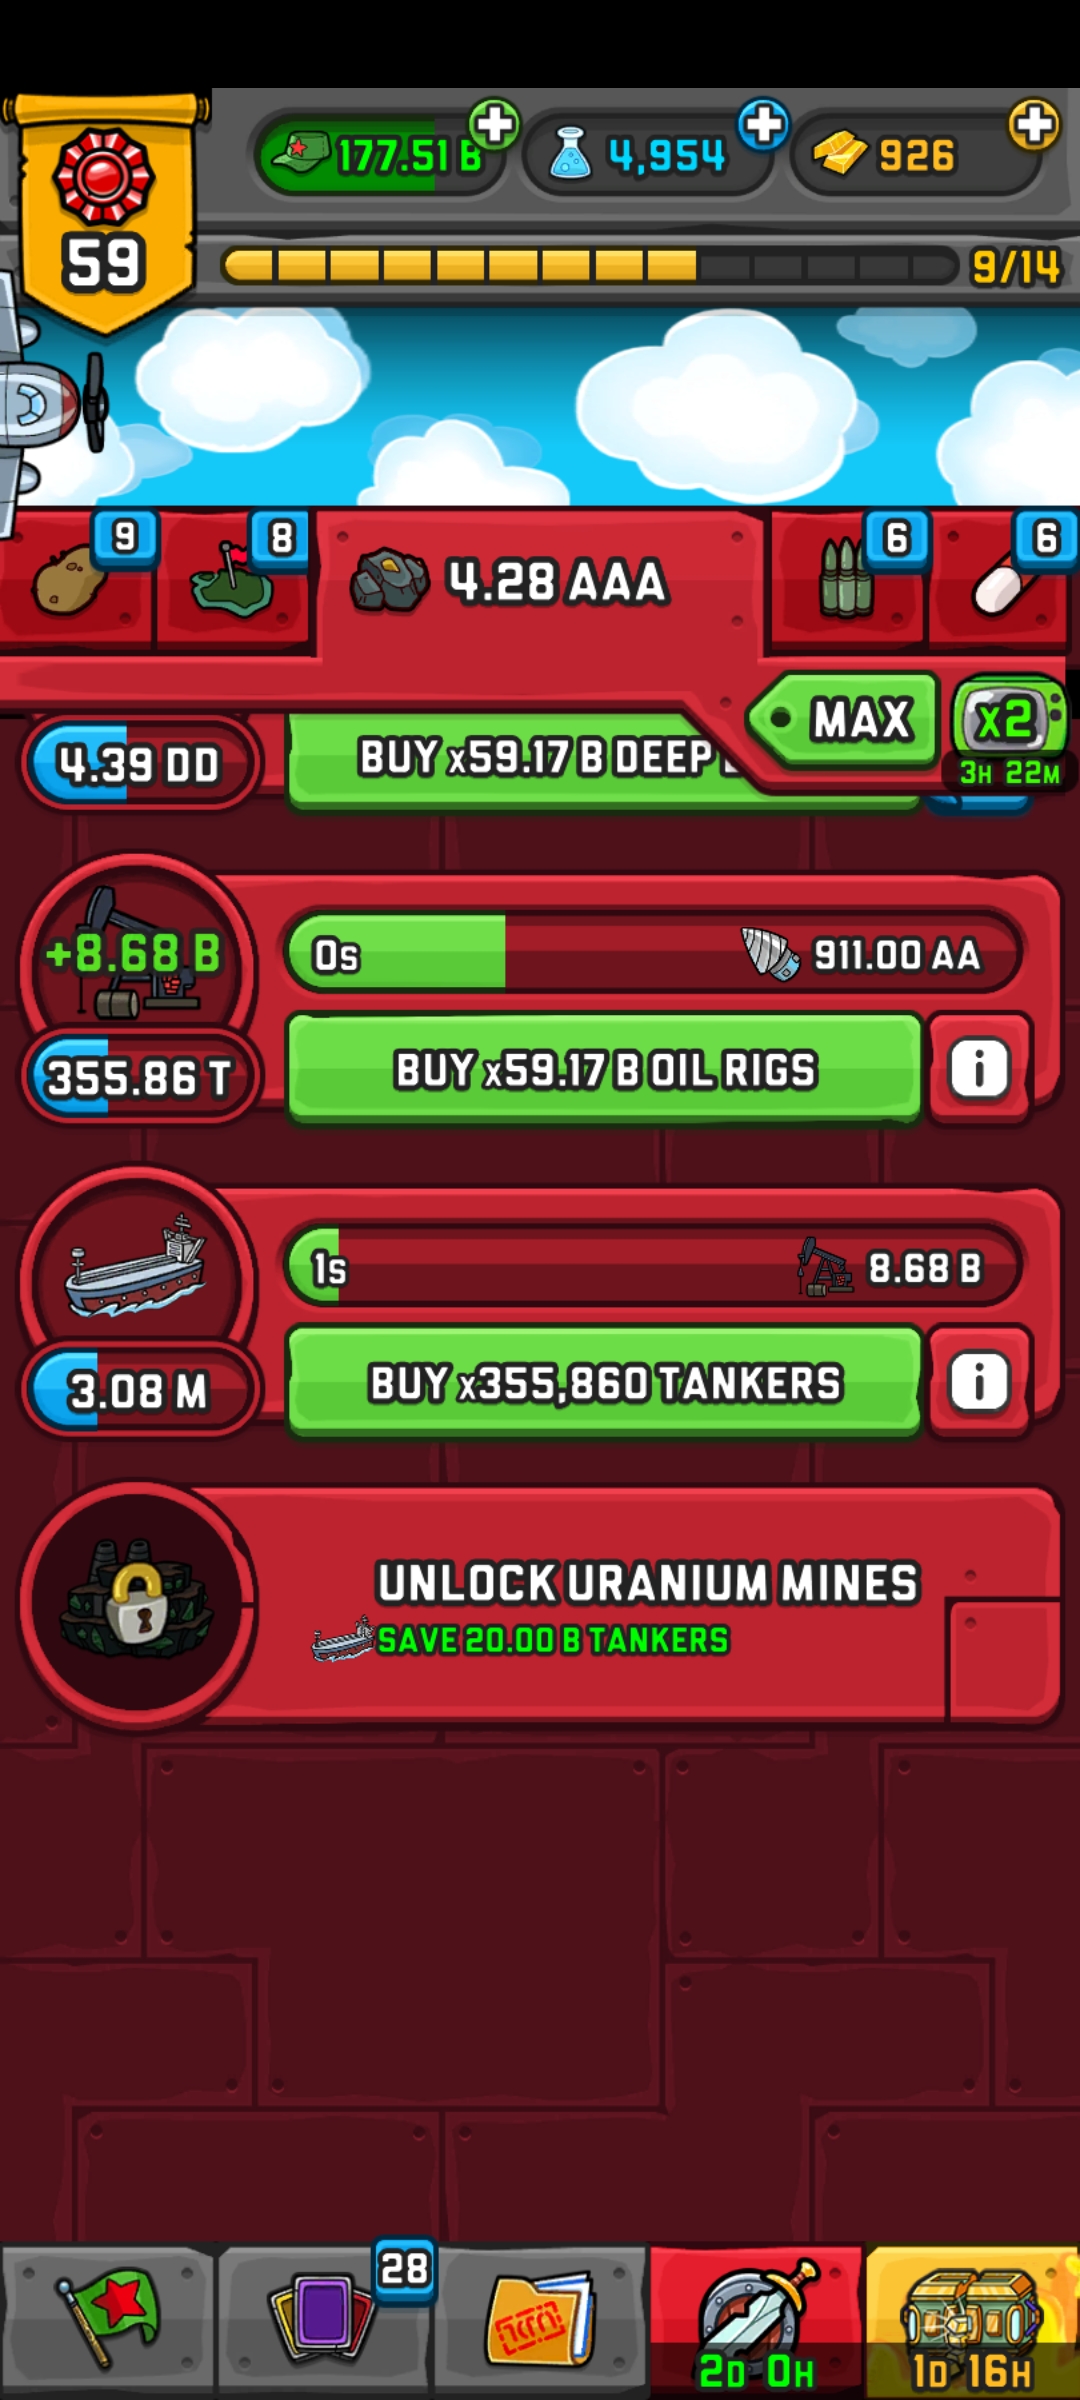 177.51 B
4,954
926
59
9/14
9
8
4.28 AAA
6
6
MAX
x2
3H 22M
4.39 DD
BUY x59.17 B DEEP
+8.68 B
0s
911.00 AA
355.86 T
BUY x59.17 B OIL RIGS
i
1s
8.68 B
3.08 M
BUY x355,860 TANKERS
i
UNLOCK URANIUM MINES
SAVE 20.00 B TANKERS
28
2D 0H
1D 16H